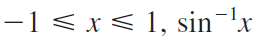 −1 ⩽ x ⩽ 1, sin⁻¹x